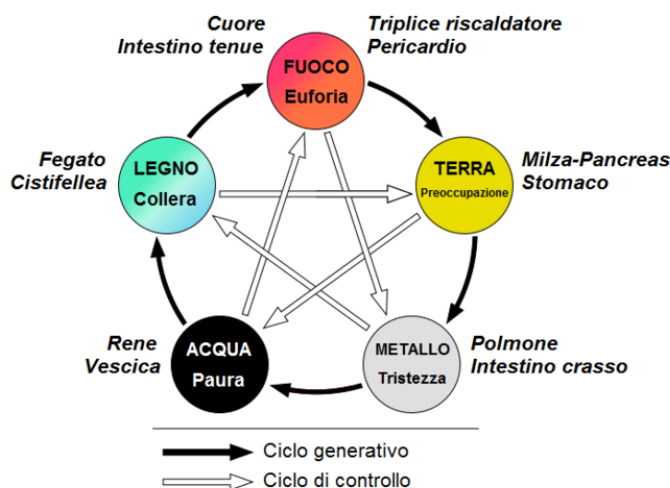 Cuore
Intestino tenue
Triplice riscaldatore
Pericardio
FUOCO
Euforia
Fegato
Cistifellea
LEGNO
Collera
TERRA
Preoccupazione
Milza-Pancreas
Stomaco
Rene
Vescica
ACQUA
Paura
METALLO
Tristezza
Polmone
Intestino crasso
Ciclo generativo
Ciclo di controllo